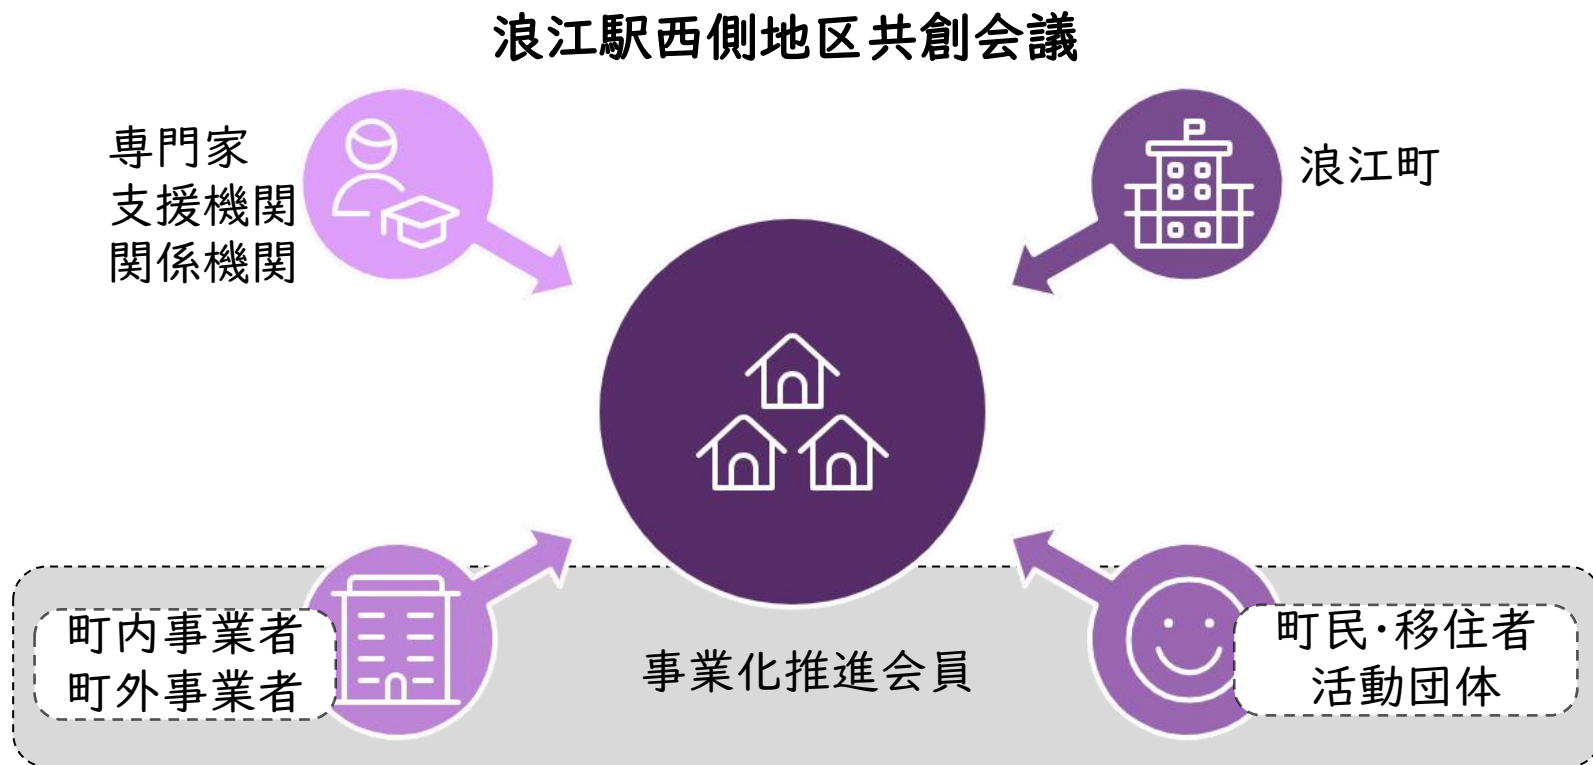 浪江駅西側地区共創会議
専門家
支援機関
関係機関
浪江町
町内事業者
町外事業者
事業化推進会員
町民・移住者
活動団体